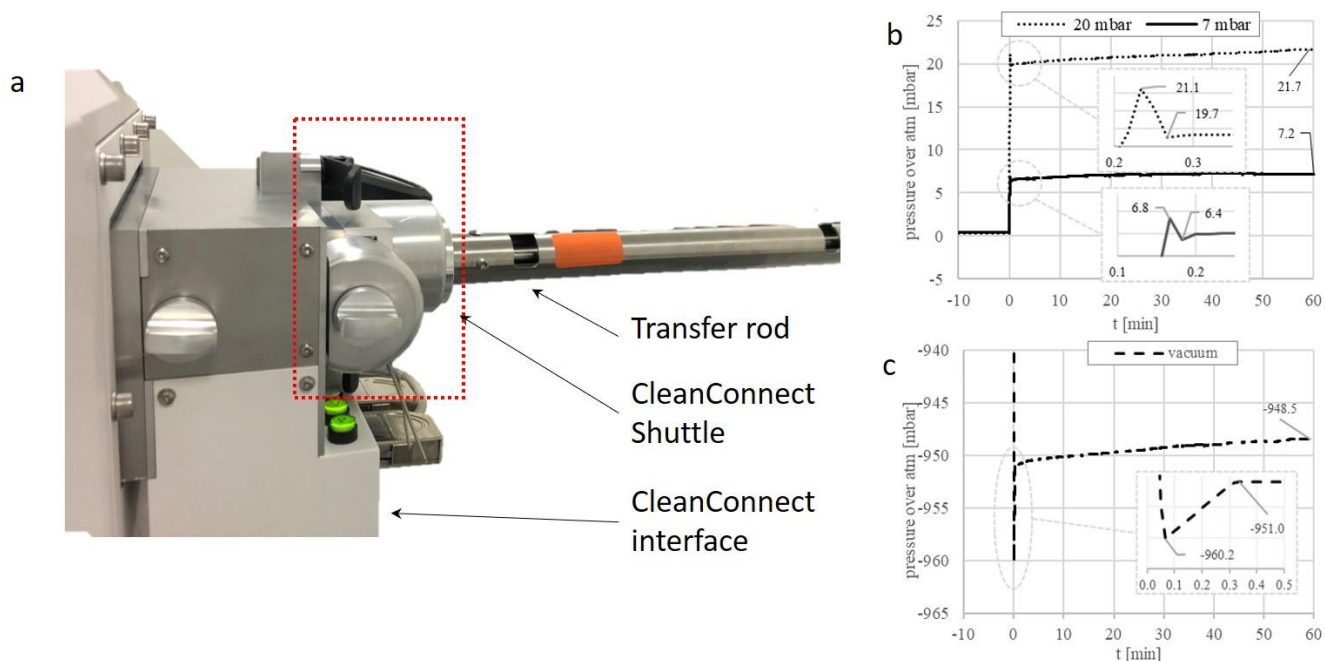 a
Transfer rod
CleanConnect
Shuttle
CleanConnect
interface
b
20 mbar
7 mbar
pressure over atm [mbar]
25
20
15
10
5
0
-5
-10
0
10
20
30
40
50
60
t [min]
21.7
7.2
21.1
19.7
0.2
0.3
6.8
6.4
0.1
0.2
c
vacuum
pressure over atm [mbar]
-940
-945
-950
-955
-960
-965
-10
0
10
20
30
40
50
60
t [min]
-948.5
-951.0
-960.2
0.0 0.1 0.2 0.3 0.4 0.5